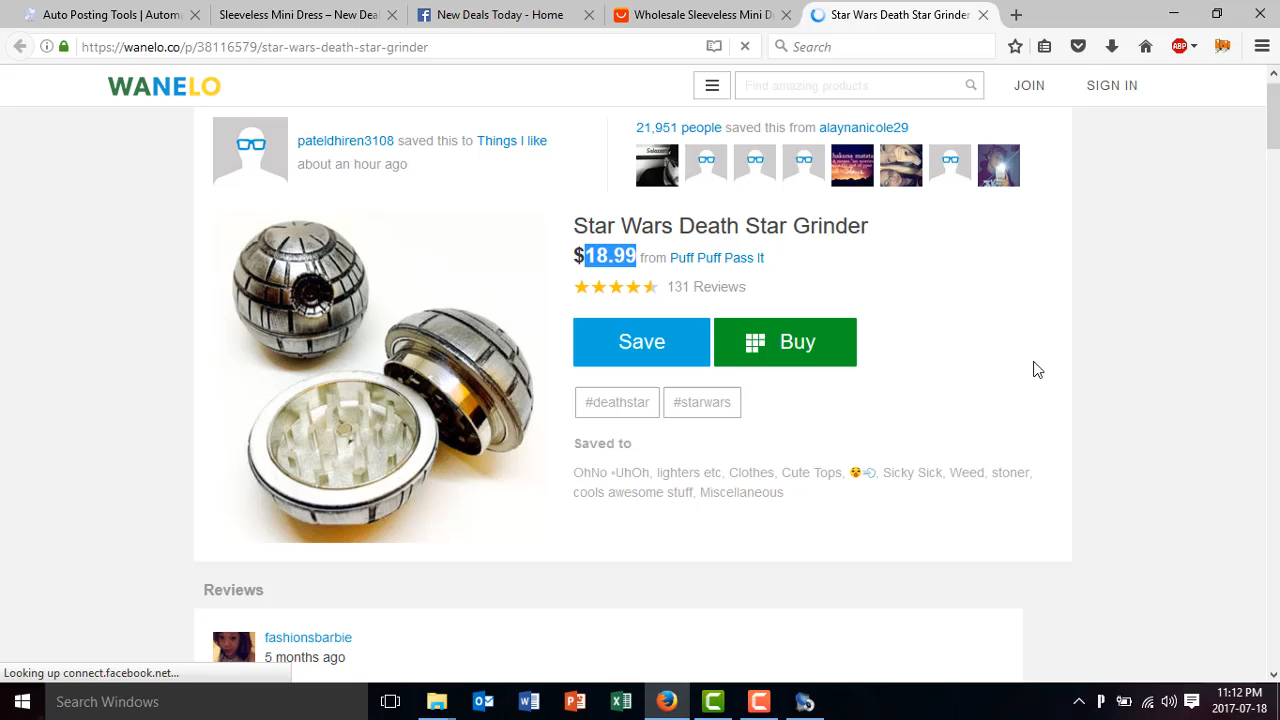 Auto Posting Tool | Autom
Sleeveless Mini Dress – Kal
New Deals Today - Home
Wholesale Sleeveless Mini D
Star Wars Death Star Grinder
https://wanelo.co/p/38116579/star-wars-death-star-grinder
Search
ABP
WANELO
Find amazing products
JOIN
SIGN IN
pateldhiren3108 saved this to Things I like
about an hour ago
21,951 people saved this from alaynanicole29
Star Wars Death Star Grinder
$18.99 from Puff Puff Pass It
131 Reviews
Save
Buy
#deathstar
#starwars
Saved to
OhNo •UhOh, lighters etc, Clothes, Cute Tops, 😵💨, Sicky Sick, Weed, stoner,
cools awesome stuff, Miscellaneous
Reviews
fashionsbarbie
5 months ago
Looking up connect.facebook.net...
Search Windows
11:12 PM
2017-07-18